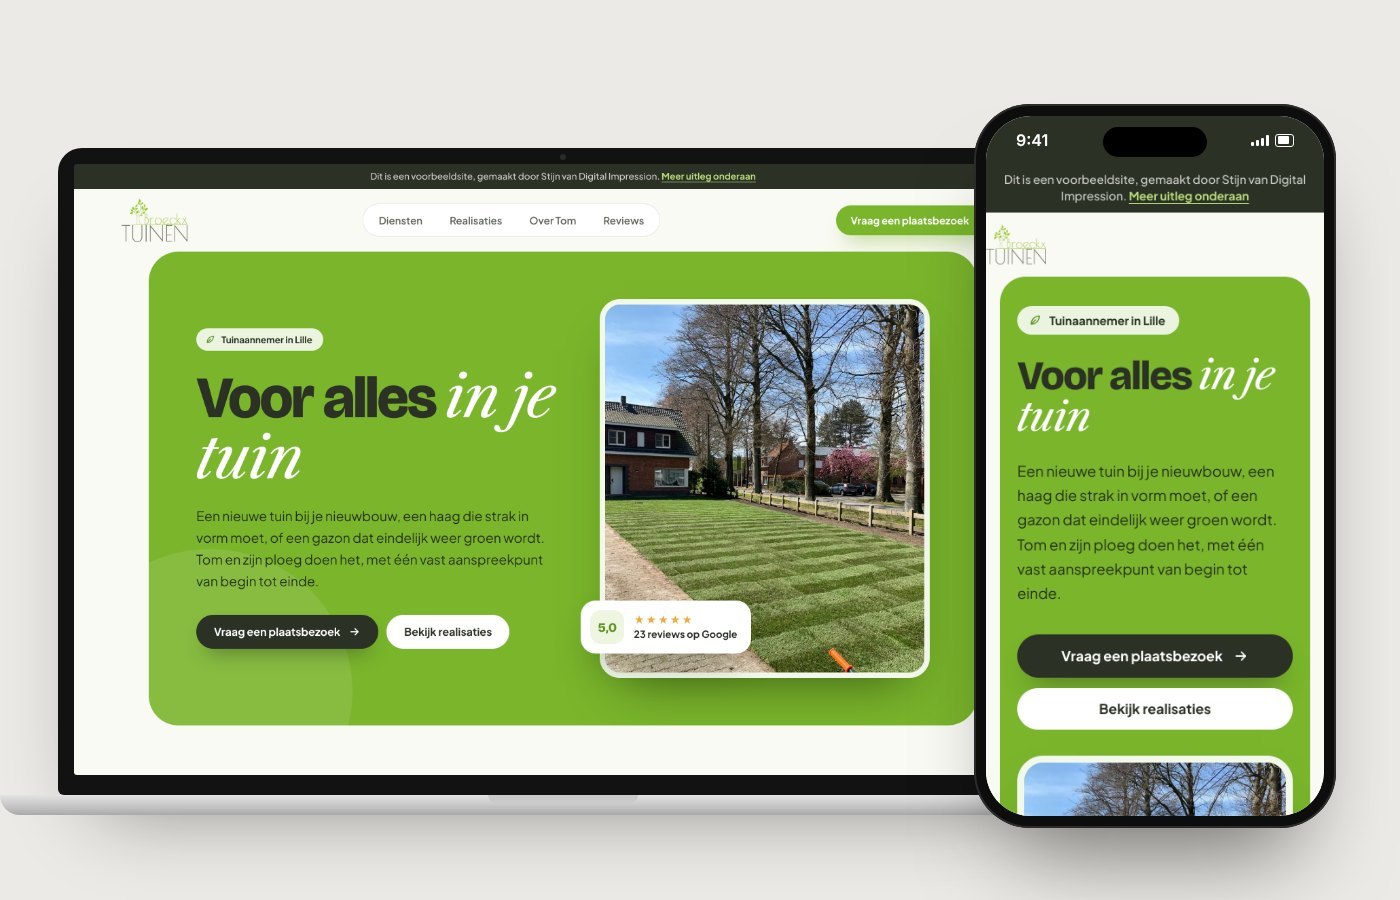 Dit is een voorbeeldsite, gemaakt door Stijn van Digital Impression. Meer uitleg onderaan
Broeckx
TUINEN
Diensten
Realisaties
Over Tom
Reviews
Vraag een plaatsbezoek
Tuinaannemer in Lille
Voor alles in je
tuin
Een nieuwe tuin bij je nieuwbouw, een haag die strak in
vorm moet, of een gazon dat eindelijk weer groen wordt.
Tom en zijn ploeg doen het, met één vast aanspreekpunt
van begin tot einde.
Vraag een plaatsbezoek →
Bekijk realisaties
5,0
★★★★★
23 reviews op Google
9:41
Dit is een voorbeeldsite, gemaakt door Stijn van Digital
Impression. Meer uitleg onderaan
Broeckx
TUINEN
Tuinaannemer in Lille
Voor alles in je
tuin
Een nieuwe tuin bij je nieuwbouw, een
haag die strak in vorm moet, of een
gazon dat eindelijk weer groen wordt.
Tom en zijn ploeg doen het, met één
vast aanspreekpunt van begin tot
einde.
Vraag een plaatsbezoek →
Bekijk realisaties